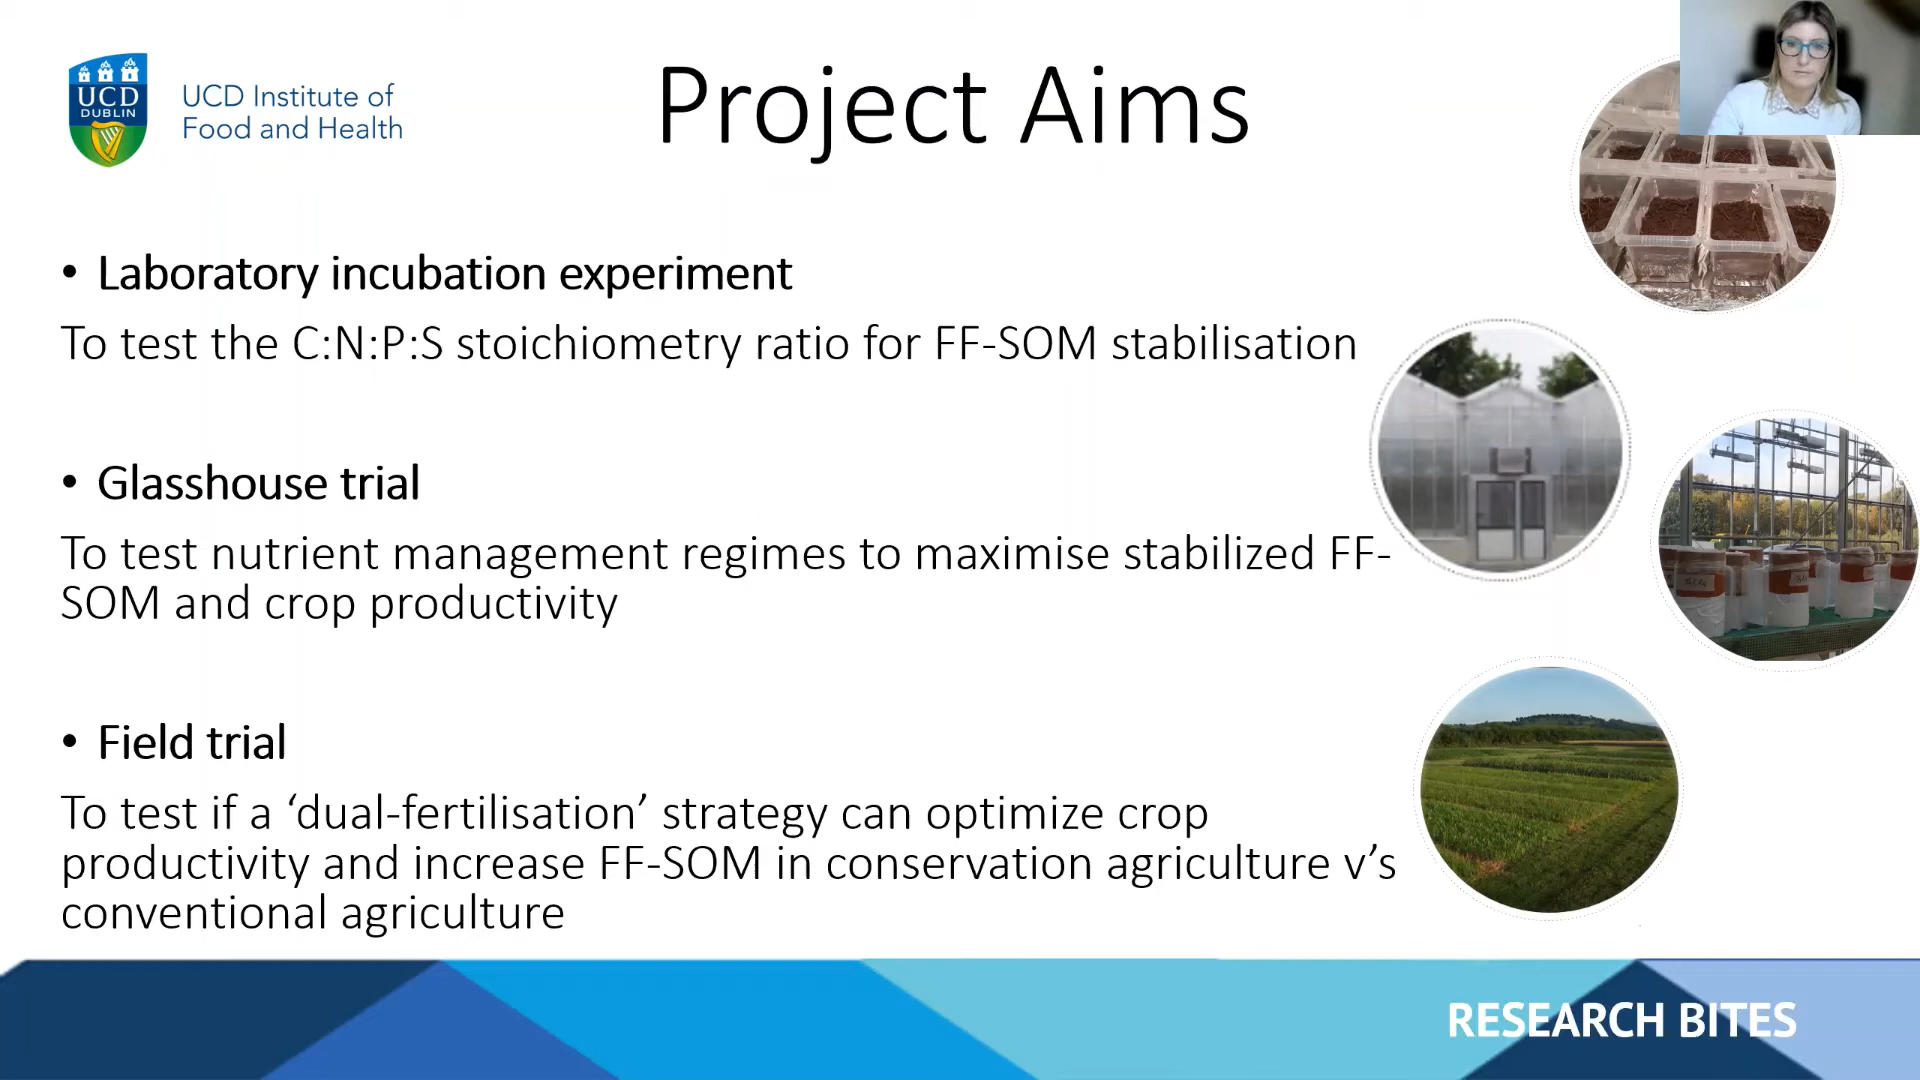 UCD
DUBLIN
UCD Institute of
Food and Health
Project Aims
• Laboratory incubation experiment
To test the C:N:P:S stoichiometry ratio for FF-SOM stabilisation
• Glasshouse trial
To test nutrient management regimes to maximise stabilized FF-
SOM and crop productivity
• Field trial
To test if a ‘dual-fertilisation’ strategy can optimize crop
productivity and increase FF-SOM in conservation agriculture v’s
conventional agriculture
RESEARCH BITES